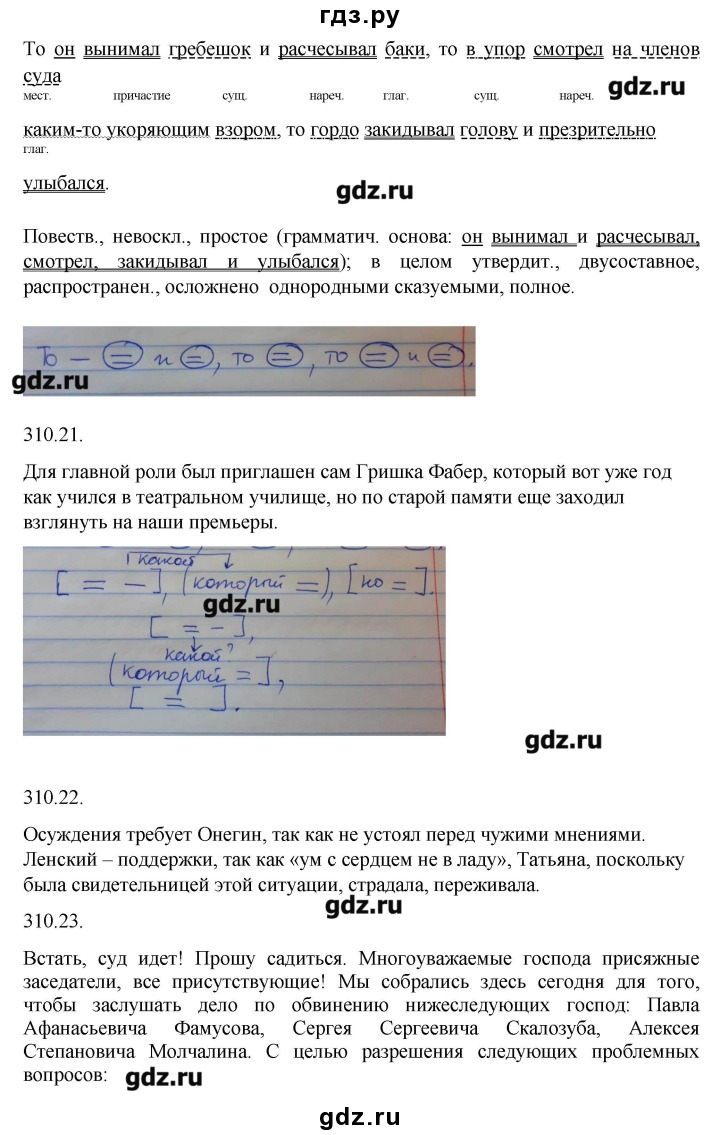 гдз.ру
То он вынимал гребешок и расчесывал баки, то в упор смотрел на членов
суда
мест. причастие сущ. нареч. глаг. сущ. нареч.
gdz.ru
каким-то укоряющим взором, то гордо закидывал голову и презрительно
глаг.
улыбался.
gdz.ru
Повеств., невоскл., простое (грамматич. основа: он вынимал и расчесывал,
смотрел, закидывал и улыбался); в целом утвердит., двусоставное,
распространен., осложнено однородными сказуемыми, полное.
То – = и =, то =, то = и =.
gdz.ru
310.21.
Для главной роли был приглашен сам Гришка Фабер, который вот уже год
как учился в театральном училище, но по старой памяти еще заходил
взглянуть на наши премьеры.
какой
[ = – ], (который =), [но = ].
gdz.ru
[ = – ],
какой?
(который = ],
[ = ].
gdz.ru
310.22.
Осуждения требует Онегин, так как не устоял перед чужими мнениями.
Ленский – поддержки, так как «ум с сердцем не в ладу», Татьяна, поскольку
была свидетельницей этой ситуации, страдала, переживала.
gdz.ru
310.23.
Встать, суд идет! Прошу садиться. Многоуважаемые господа присяжные
заседатели, все присутствующие! Мы собрались здесь сегодня для того,
чтобы заслушать дело по обвинению нижеследующих господ: Павла
Афанасьевича Фамусова, Сергея Сергеевича Скалозуба, Алексея
Степановича Молчалина. С целью разрешения следующих проблемных
вопросов:
gdz.ru
gdz.ru